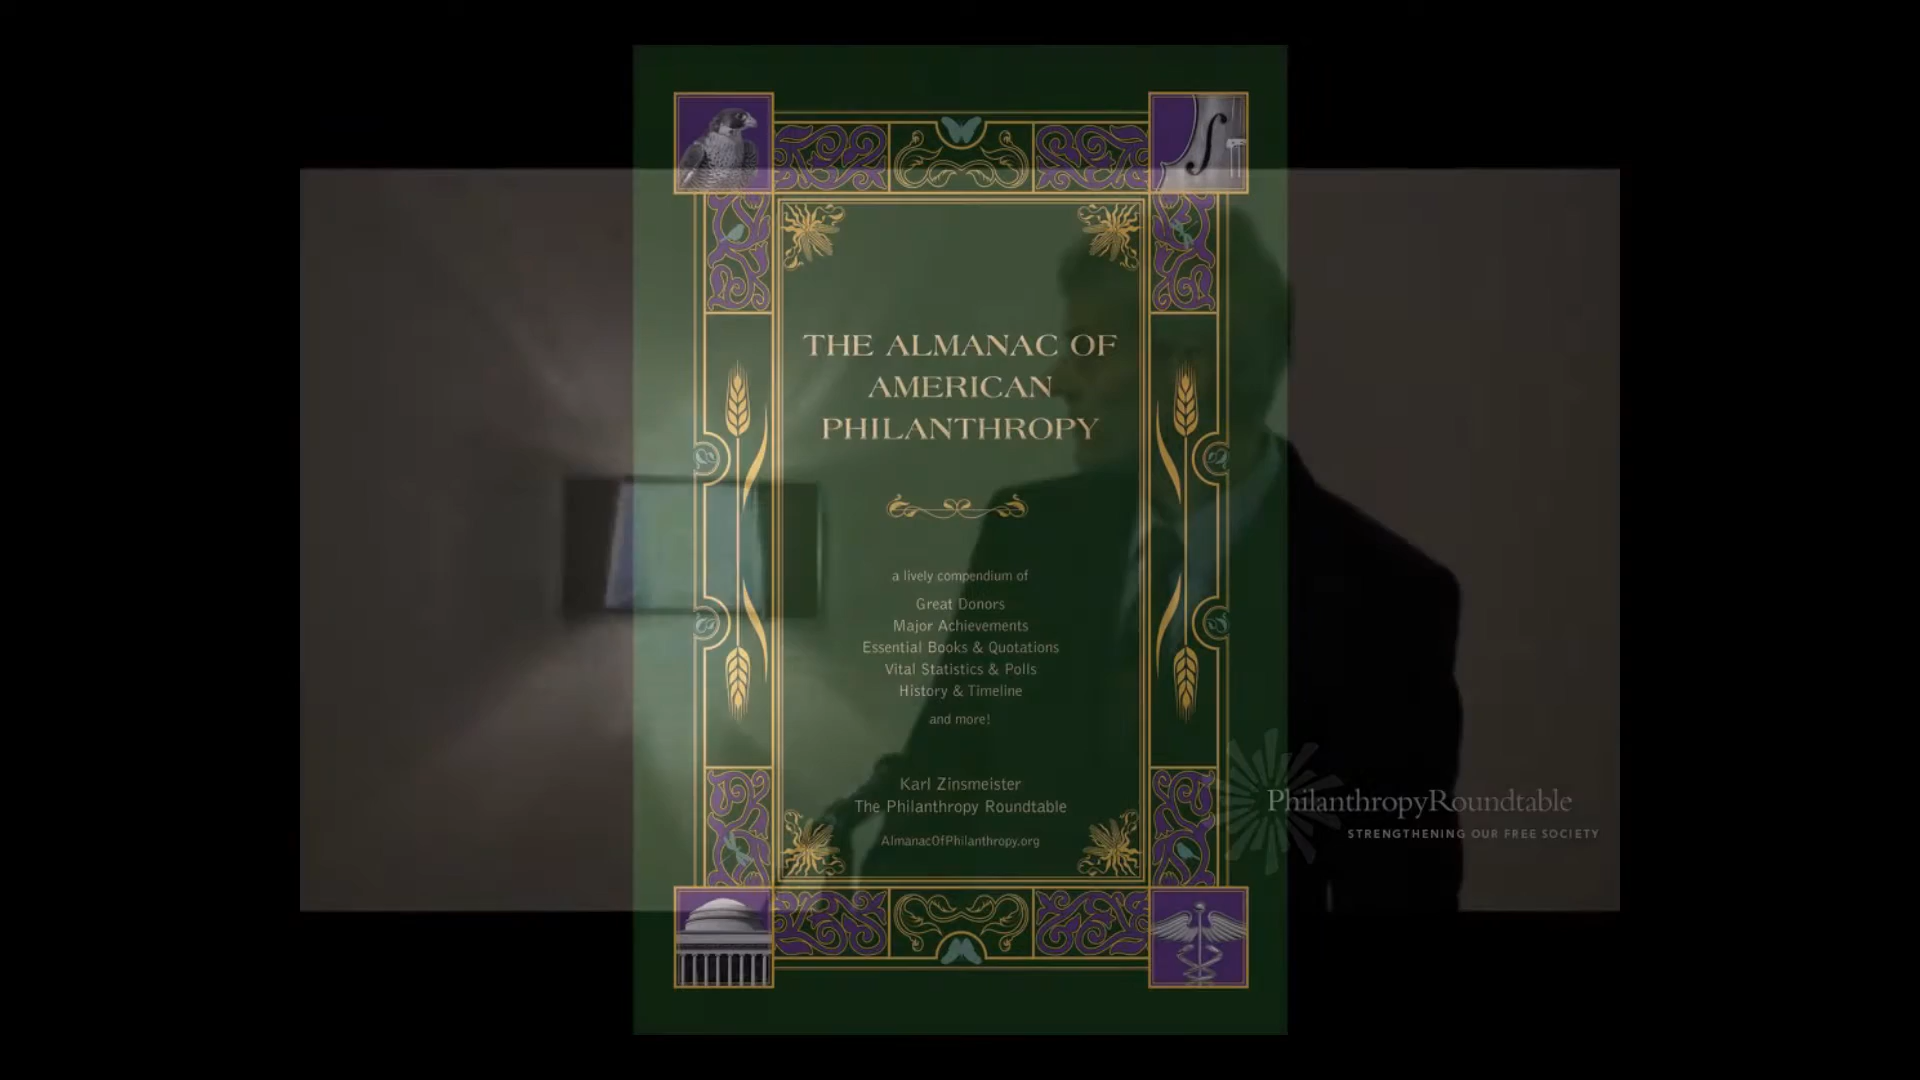 THE ALMANAC OF
AMERICAN
PHILANTHROPY
a lively compendium of
Great Donors
Major Achievements
Essential Books & Quotations
Vital Statistics & Polls
History & Timeline
and more!
Karl Zinsmeister
The Philanthropy Roundtable
AlmanacOfPhilanthropy.org
PhilanthropyRoundtable
STRENGTHENING OUR FREE SOCIETY